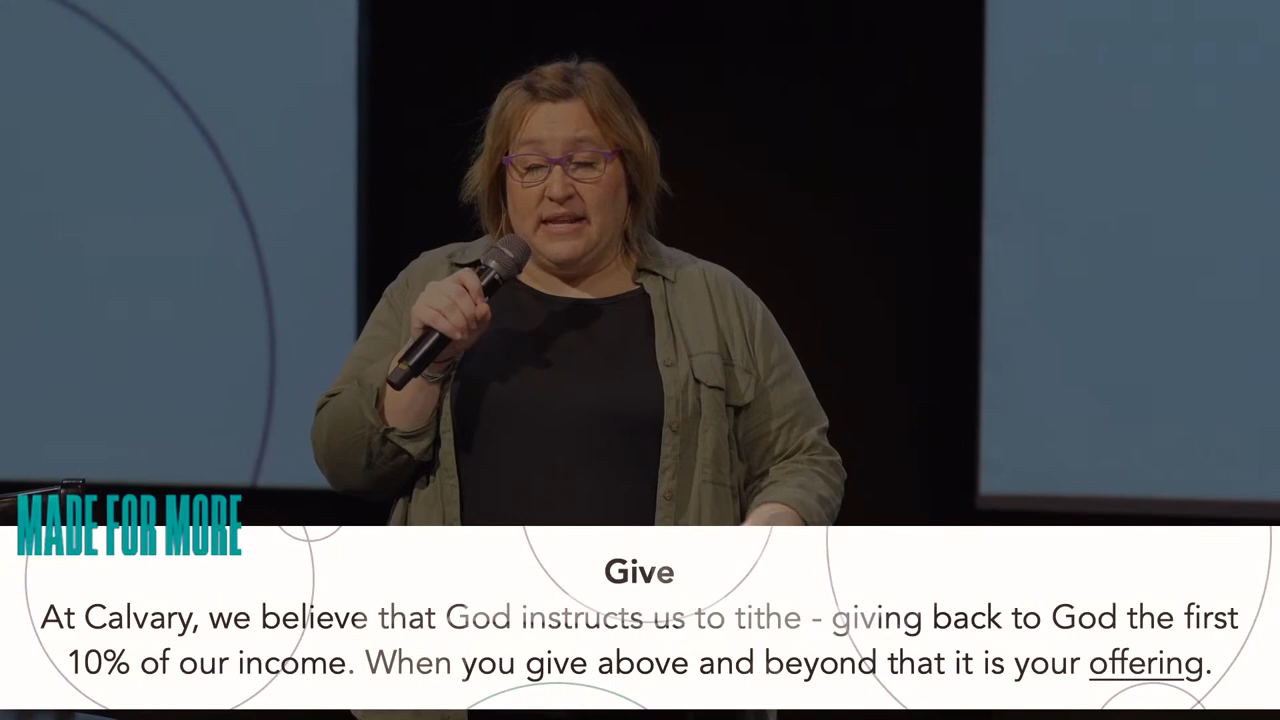 MADE FOR MORE
Give
At Calvary, we believe that God instructs us to tithe - giving back to God the first
10% of our income. When you give above and beyond that it is your offering.